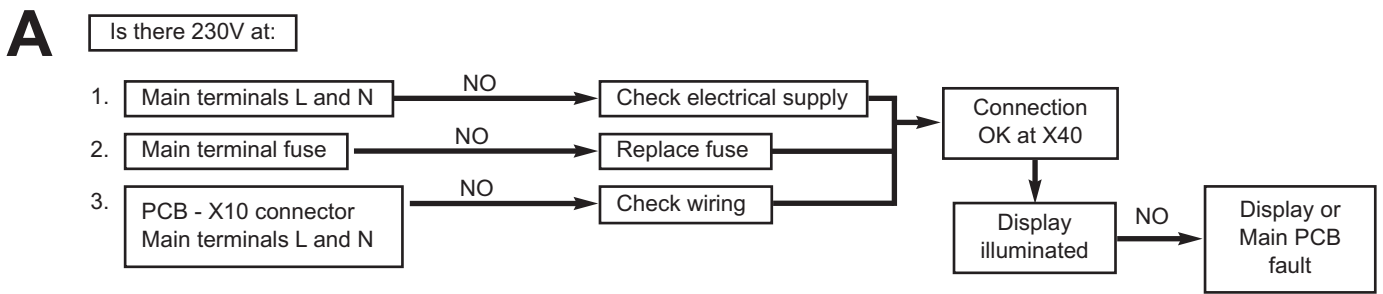 A
Is there 230V at:
1. Main terminals L and N
NO
Check electrical supply
2. Main terminal fuse
NO
Replace fuse
3. PCB - X10 connector
Main terminals L and N
NO
Check wiring
Connection
OK at X40
Display
illuminated
NO
Display or
Main PCB
fault